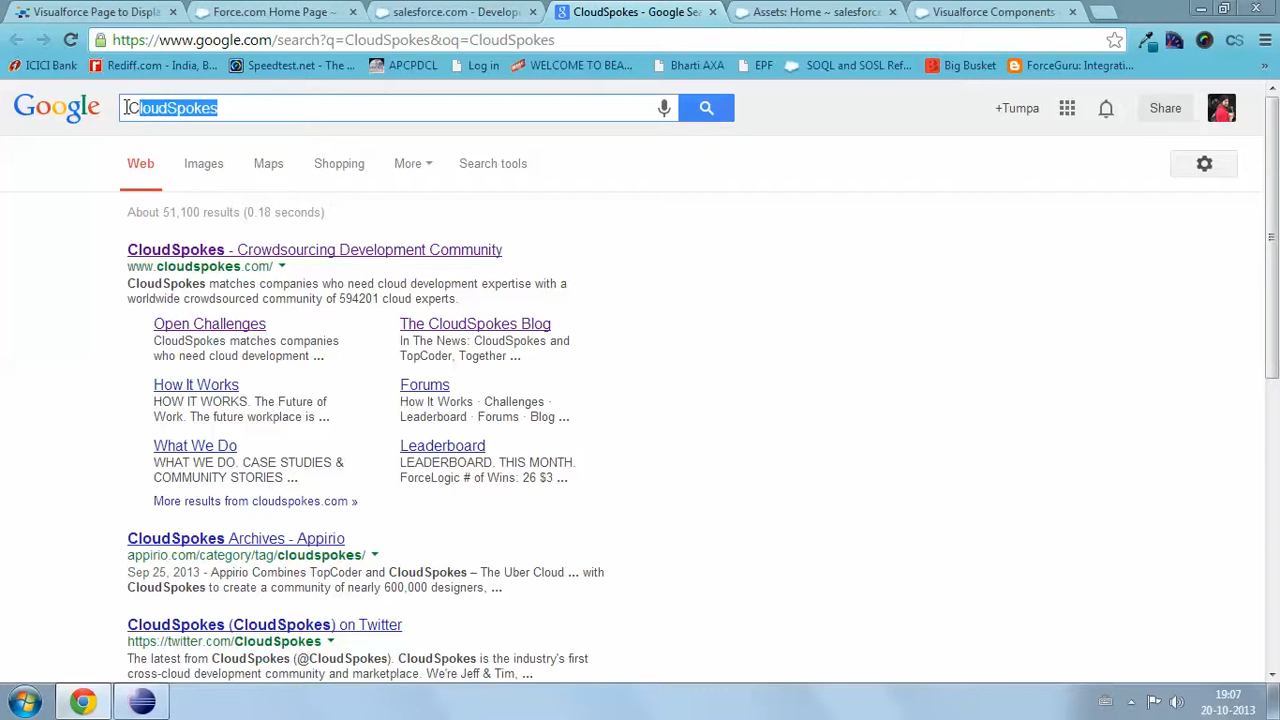 Visualforce Page to Displa
Force.com Home Page ~
salesforce.com - Develope
CloudSpokes - Google Sea
Assets: Home ~ salesforce
Visualforce Components
https://www.google.com/search?q=CloudSpokes&oq=CloudSpokes
CS
ICICI Bank
Rediff.com - India, B...
Speedtest.net - The ...
APCPDCL
Log in
WELCOME TO BEA...
Bharti AXA
EPF
SOQL and SOSL Ref...
Big Basket
ForceGuru: Implemen...
»
Google
CloudSpokes
+Tumpa
Share
Web
Images
Maps
Shopping
More
Search tools
About 51,100 results (0.18 seconds)
CloudSpokes - Crowdsourcing Development Community
www.cloudspokes.com/
CloudSpokes matches companies who need cloud development expertise with a
worldwide crowdsourced community of 594201 cloud experts.
Open Challenges
CloudSpokes matches companies
who need cloud development ...
The CloudSpokes Blog
In The News: CloudSpokes and
TopCoder, Together ...
How It Works
HOW IT WORKS. The Future of
Work. The future workplace is ...
Forums
How It Works · Challenges ·
Leaderboard · Forums · Blog ...
What We Do
WHAT WE DO. CASE STUDIES &
COMMUNITY STORIES ...
Leaderboard
LEADERBOARD. THIS MONTH.
ForceLogic # of Wins: 26 $3 ...
More results from cloudspokes.com »
CloudSpokes Archives - Appirio
appirio.com/category/tag/cloudspokes/
Sep 25, 2013 - Appirio Combines TopCoder and CloudSpokes – The Uber Cloud ... with
CloudSpokes to create a community of nearly 600,000 designers, ...
CloudSpokes (CloudSpokes) on Twitter
https://twitter.com/CloudSpokes
The latest from CloudSpokes (@CloudSpokes). CloudSpokes is the industry's first
cross-cloud development community and marketplace. We're Jeff & Tim, ...
19:07
20-10-2013